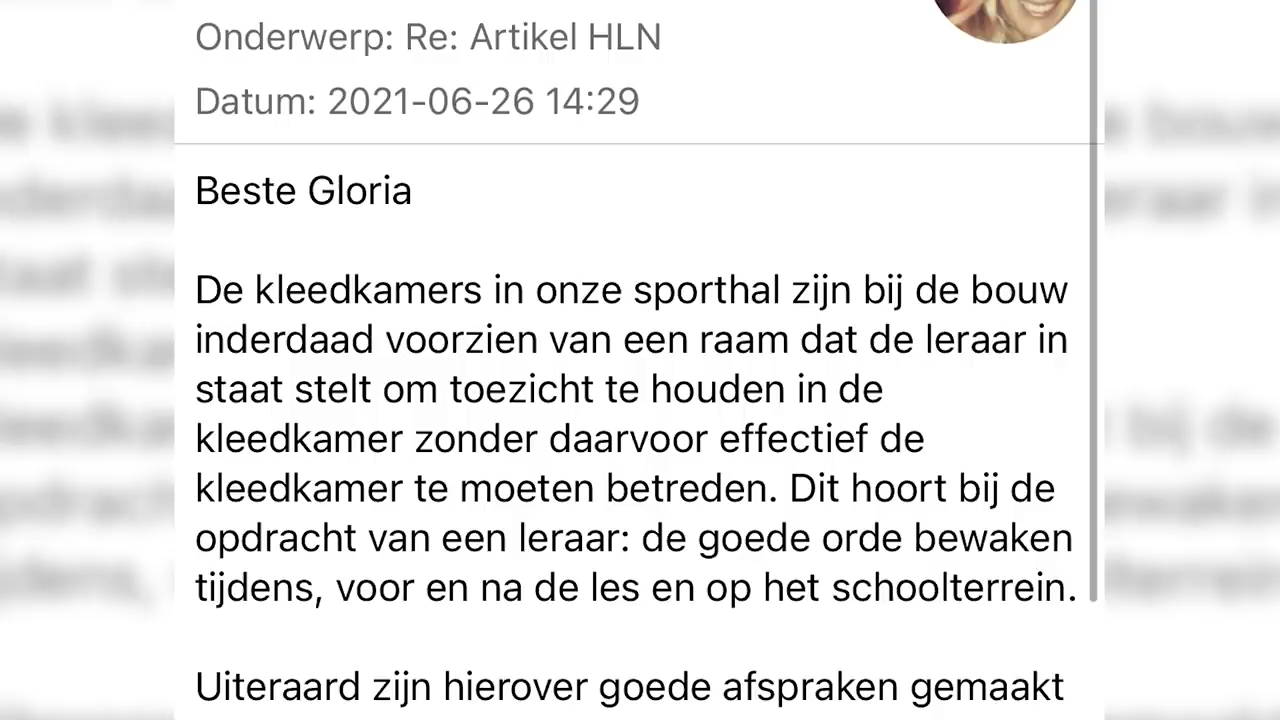 Onderwerp: Re: Artikel HLN
Datum: 2021-06-26 14:29
Beste Gloria
De kleedkamers in onze sporthal zijn bij de bouw
inderdaad voorzien van een raam dat de leraar in
staat stelt om toezicht te houden in de
kleedkamer zonder daarvoor effectief de
kleedkamer te moeten betreden. Dit hoort bij de
opdracht van een leraar: de goede orde bewaken
tijdens, voor en na de les en op het schoolterrein.
Uiteraard zijn hierover goede afspraken gemaakt